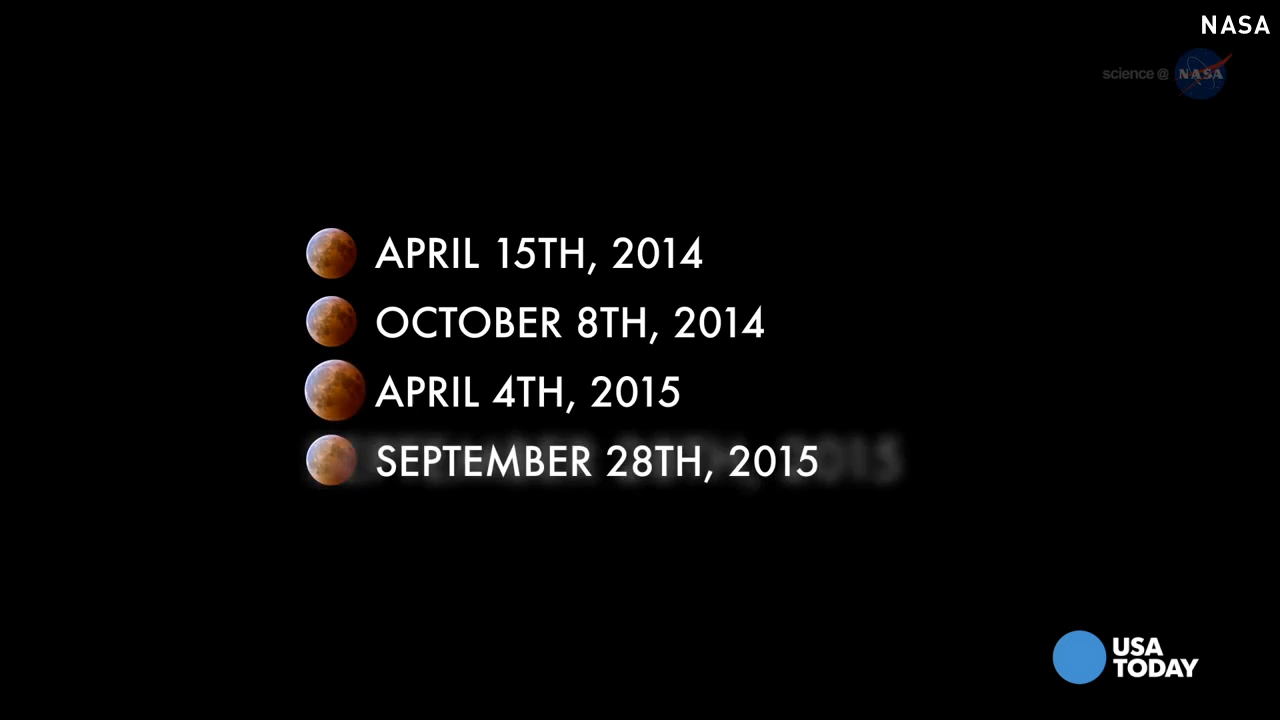 NASA
science@ NASA
APRIL 15TH, 2014
OCTOBER 8TH, 2014
APRIL 4TH, 2015
SEPTEMBER 28TH, 2015
USA
TODAY